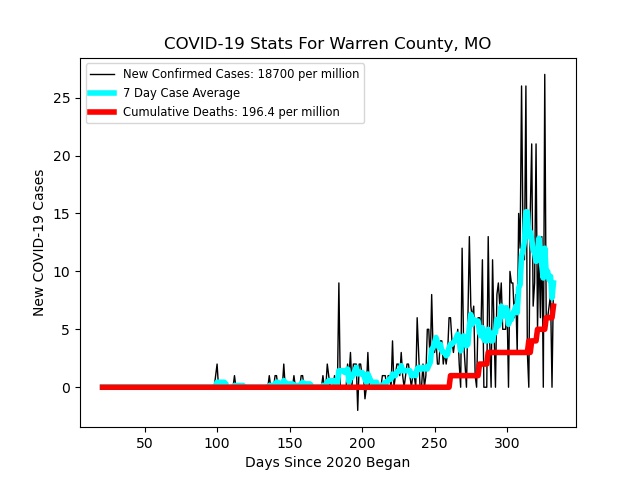 COVID-19 Stats For Warren County, MO
New Confirmed Cases: 18700 per million
7 Day Case Average
Cumulative Deaths: 196.4 per million
New COVID-19 Cases
25
20
15
10
5
0
50 100 150 200 250 300
Days Since 2020 Began